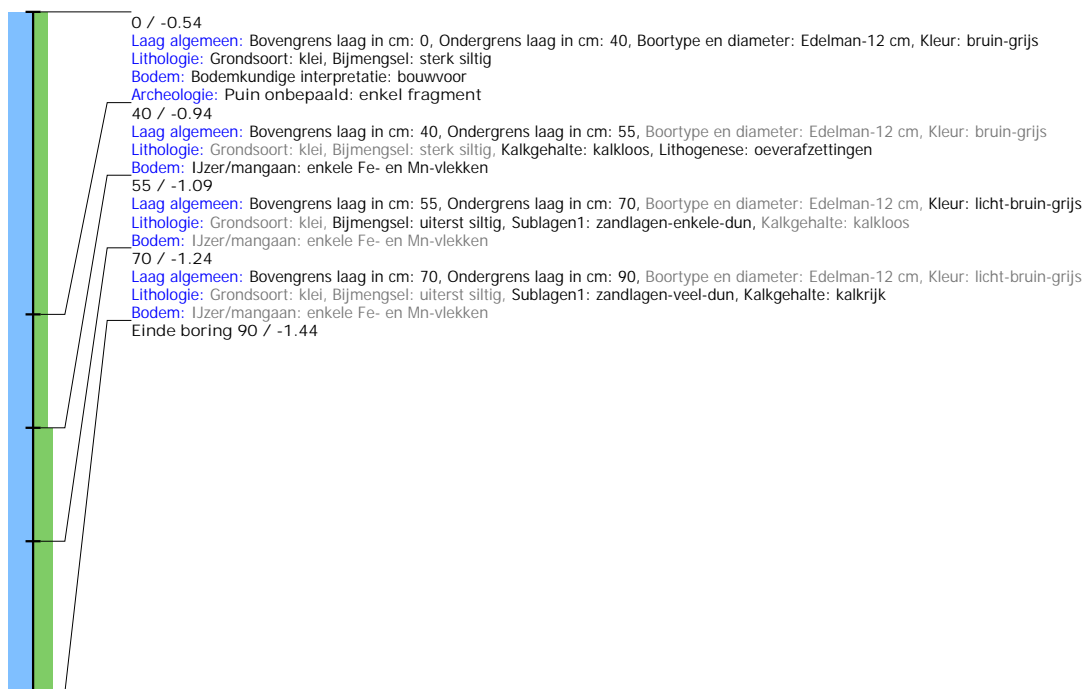 0 / -0.54
Laag algemeen: Bovengrens laag in cm: 0, Ondergrens laag in cm: 40, Boortype en diameter: Edelman-12 cm, Kleur: bruin-grijs
Lithologie: Grondsoort: klei, Bijmengsel: sterk siltig
Bodem: Bodemkundige interpretatie: bouwvoor
Archeologie: Puin onbepaald: enkel fragment
40 / -0.94
Laag algemeen: Bovengrens laag in cm: 40, Ondergrens laag in cm: 55, Boortype en diameter: Edelman-12 cm, Kleur: bruin-grijs
Lithologie: Grondsoort: klei, Bijmengsel: sterk siltig, Kalkgehalte: kalkloos, Lithogenese: oeverafzettingen
Bodem: IJzer/mangaan: enkele Fe- en Mn-vlekken
55 / -1.09
Laag algemeen: Bovengrens laag in cm: 55, Ondergrens laag in cm: 70, Boortype en diameter: Edelman-12 cm, Kleur: licht-bruin-grijs
Lithologie: Grondsoort: klei, Bijmengsel: uiterst siltig, Sublagen1: zandlagen-enkele-dun, Kalkgehalte: kalkloos
Bodem: IJzer/mangaan: enkele Fe- en Mn-vlekken
70 / -1.24
Laag algemeen: Bovengrens laag in cm: 70, Ondergrens laag in cm: 90, Boortype en diameter: Edelman-12 cm, Kleur: licht-bruin-grijs
Lithologie: Grondsoort: klei, Bijmengsel: uiterst siltig, Sublagen1: zandlagen-veel-dun, Kalkgehalte: kalkrijk
Bodem: IJzer/mangaan: enkele Fe- en Mn-vlekken
Einde boring 90 / -1.44